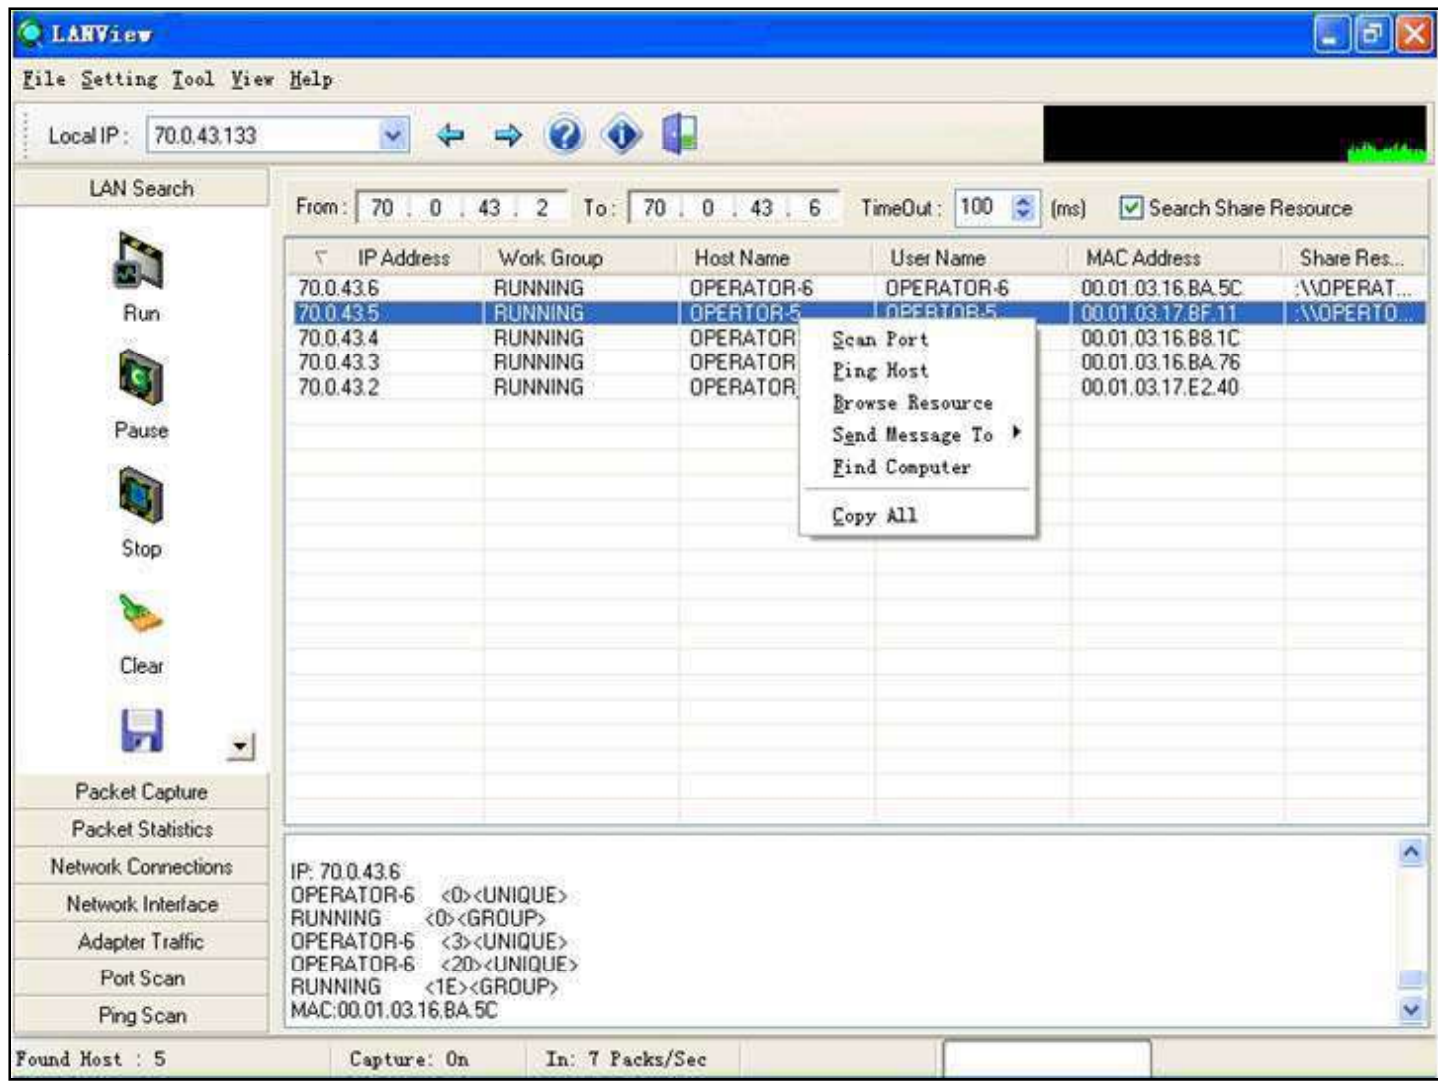 LANView
File Setting Tool View Help
Local IP : 70.0.43.133
LAN Search
From : 70 . 0 . 43 . 2 To : 70 . 0 . 43 . 6 TimeOut : 100 (ms) Search Share Resource
IP Address Work Group Host Name User Name MAC Address Share Res...
70.0.43.6 RUNNING OPERATOR-6 OPERATOR-6 00.01.03.16.BA.5C :\\OPERAT...
70.0.43.5 RUNNING OPERTOR-5 OPERTOR-5 00.01.03.17.BF.11 :\\OPERTO...
70.0.43.4 RUNNING OPERATOR 00.01.03.16.B8.1C
70.0.43.3 RUNNING OPERATOR 00.01.03.16.BA.76
70.0.43.2 RUNNING OPERATOR 00.01.03.17.E2.40
Scan Port
Ping Host
Browse Resource
Send Message To
Find Computer
Copy All
Run
Pause
Stop
Clear
Packet Capture
Packet Statistics
Network Connections
Network Interface
Adapter Traffic
Port Scan
Ping Scan
IP: 70.0.43.6
OPERATOR-6 <0><UNIQUE>
RUNNING <0><GROUP>
OPERATOR-6 <3><UNIQUE>
OPERATOR-6 <20><UNIQUE>
RUNNING <1E><GROUP>
MAC:00.01.03.16.BA.5C
Found Host : 5 Capture: On In: 7 Packs/Sec